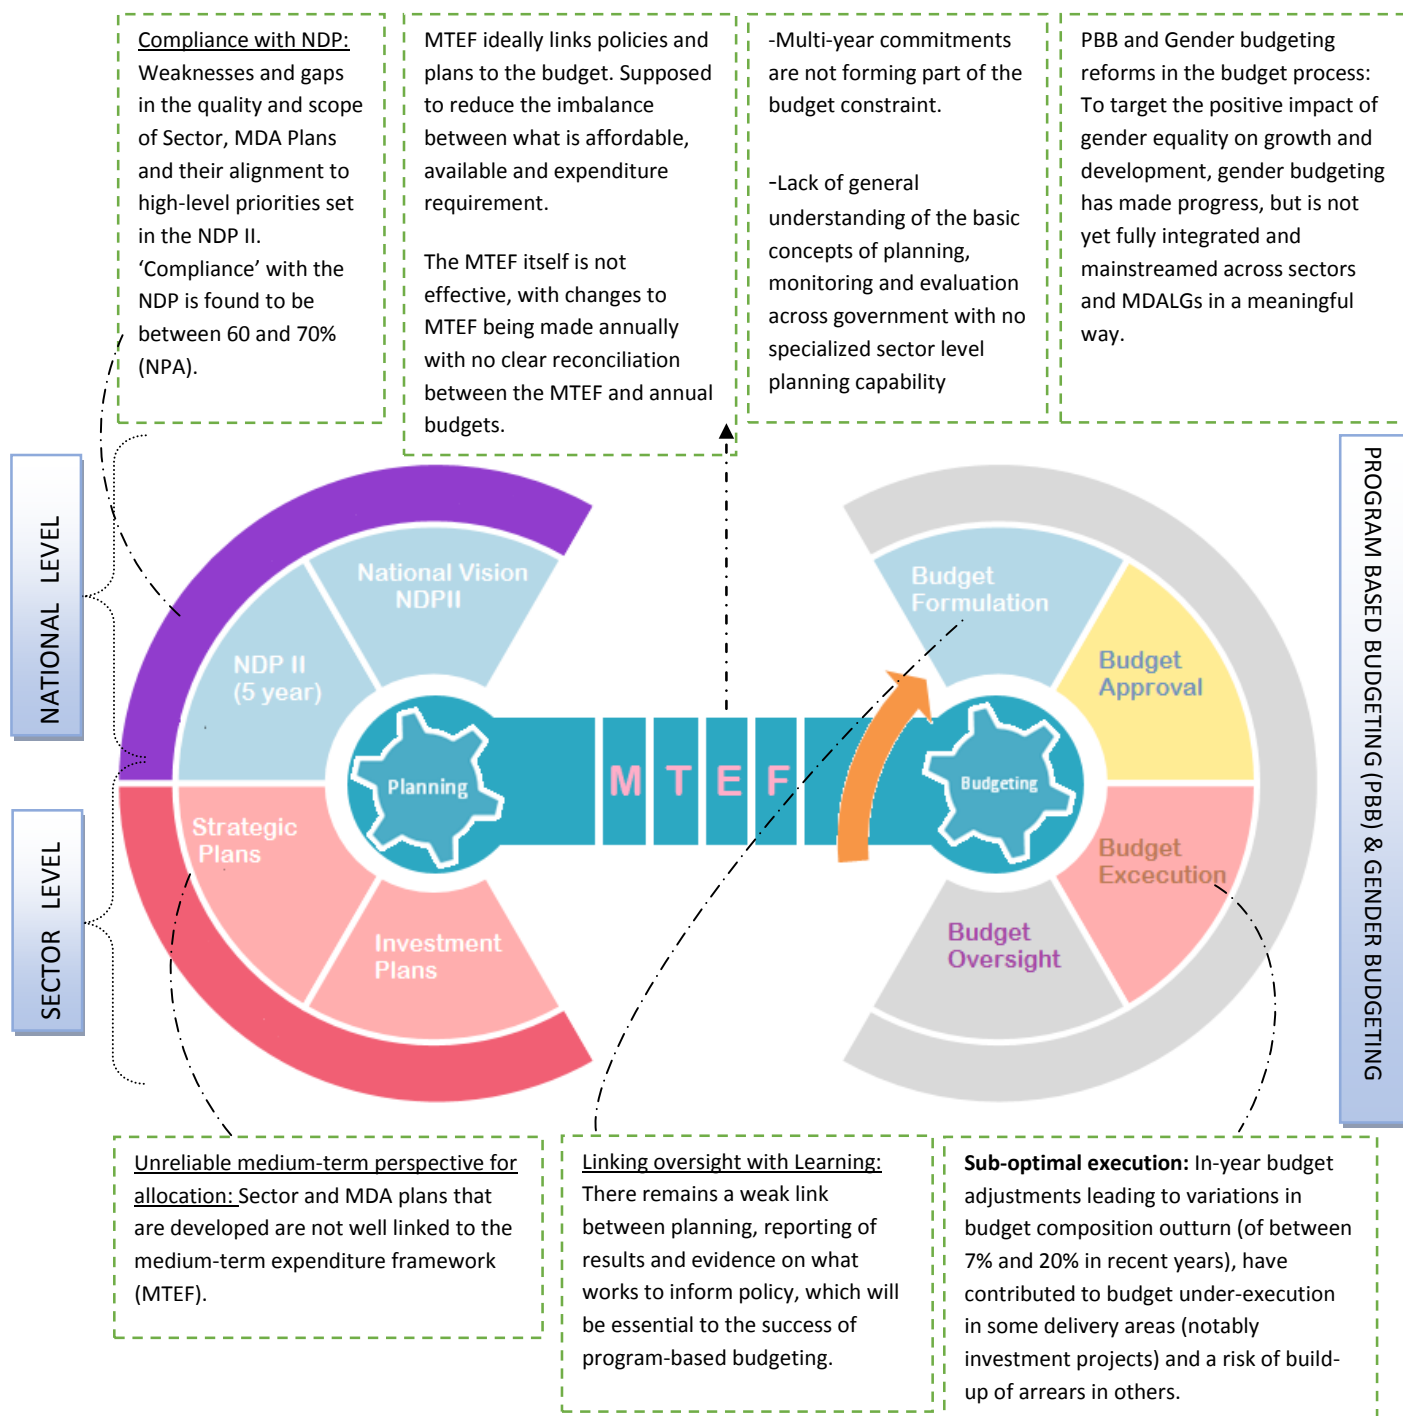 Compliance with NDP:
Weaknesses and gaps
in the quality and scope
of Sector, MDA Plans
and their alignment to
high-level priorities set
in the NDP II.
‘Compliance’ with the
NDP is found to be
between 60 and 70%
(NPA).
MTEF ideally links policies and
plans to the budget. Supposed
to reduce the imbalance
between what is affordable,
available and expenditure
requirement.
The MTEF itself is not
effective, with changes to
MTEF being made annually
with no clear reconciliation
between the MTEF and annual
budgets.
-Multi-year commitments
are not forming part of the
budget constraint.
-Lack of general
understanding of the basic
concepts of planning,
monitoring and evaluation
across government with no
specialized sector level
planning capability
PBB and Gender budgeting
reforms in the budget process:
To target the positive impact of
gender equality on growth and
development, gender budgeting
has made progress, but is not
yet fully integrated and
mainstreamed across sectors
and MDALGs in a meaningful
way.
NATIONAL LEVEL
SECTOR LEVEL
National Vision
NDPII
NDP II
(5 year)
Strategic
Plans
Investment
Plans
Planning
M T E F
Budgeting
Budget
Formulation
Budget
Approval
Budget
Excecution
Budget
Oversight
PROGRAM BASED BUDGETING (PBB) & GENDER BUDGETING
Unreliable medium-term perspective for
allocation: Sector and MDA plans that
are developed are not well linked to the
medium-term expenditure framework
(MTEF).
Linking oversight with Learning:
There remains a weak link
between planning, reporting of
results and evidence on what
works to inform policy, which will
be essential to the success of
program-based budgeting.
Sub-optimal execution: In-year budget
adjustments leading to variations in
budget composition outturn (of between
7% and 20% in recent years), have
contributed to budget under-execution
in some delivery areas (notably
investment projects) and a risk of build-
up of arrears in others.